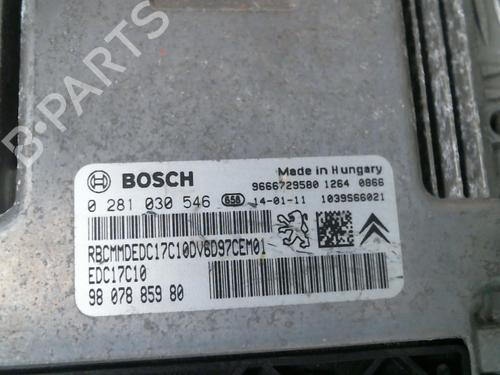 B-PARTS
BOSCH
Made in Hungary
9666729580 1264 0866
0 281 030 546 658 14-01-11 1039S66021
RBCMMDEDC17C10DV6D97CEM01
EDC17C10
98 078 859 80